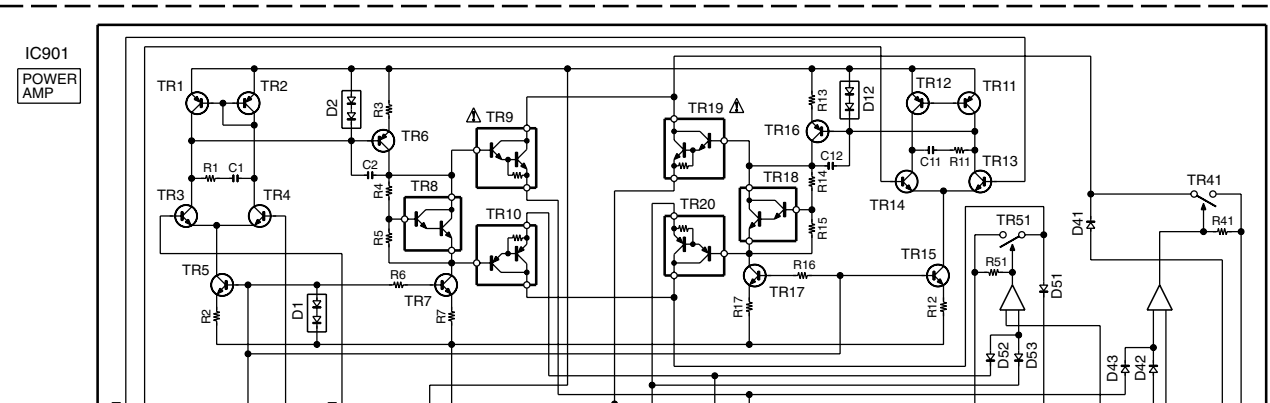 IC901
POWER
AMP
TR1
TR2
D2
R3
TR6
TR9
TR19
R13
D12
TR16
TR12
TR11
R1
C1
C2
R4
TR8
TR18
C12
R14
C11
R11
TR13
TR3
TR4
R5
TR10
TR20
R15
TR14
TR41
D41
R41
TR51
TR5
R6
TR7
R16
TR17
TR15
R51
D51
R2
D1
R7
R17
R12
D52
D53
D43
D42